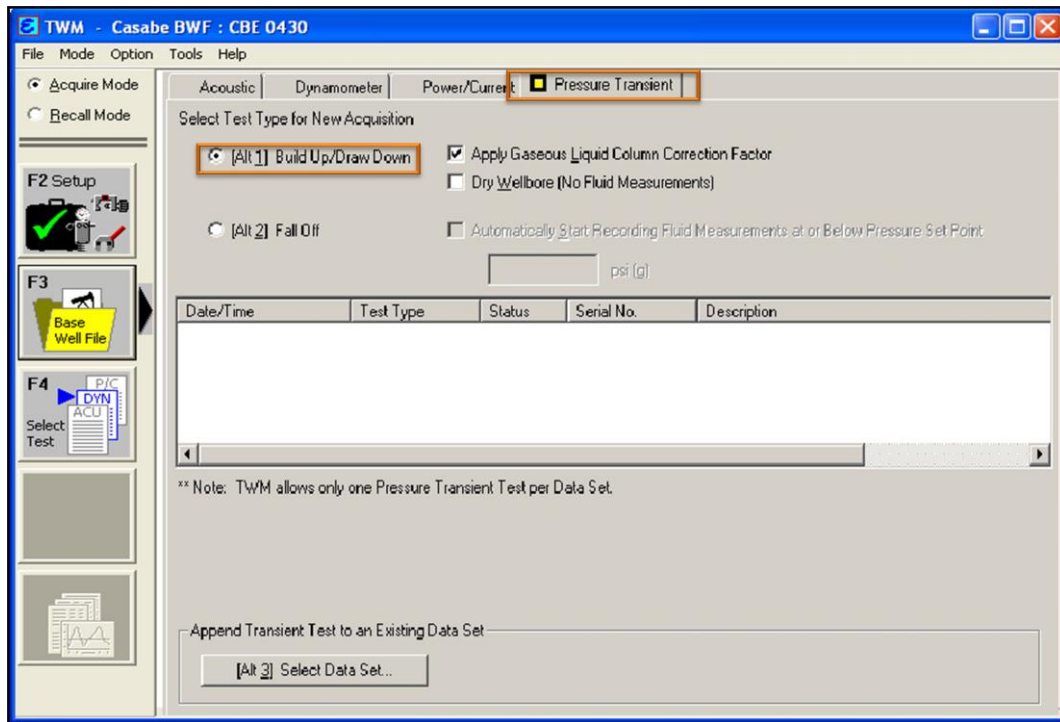 TWM - Casabe BWF : CBE 0430
File Mode Option Tools Help
Acquire Mode
Recall Mode
F2 Setup
F3
Base
Well File
F4
P/C
DYN
ACU
Select
Test
Acoustic Dynamometer Power/Current Pressure Transient
Select Test Type for New Acquisition
[Alt 1] Build Up/Draw Down
Apply Gaseous Liquid Column Correction Factor
Dry Wellbore (No Fluid Measurements)
[Alt 2] Fall Off
Automatically Start Recording Fluid Measurements at or Below Pressure Set Point
psi (g)
Date/Time Test Type Status Serial No. Description
** Note: TWM allows only one Pressure Transient Test per Data Set.
Append Transient Test to an Existing Data Set
[Alt 3] Select Data Set...